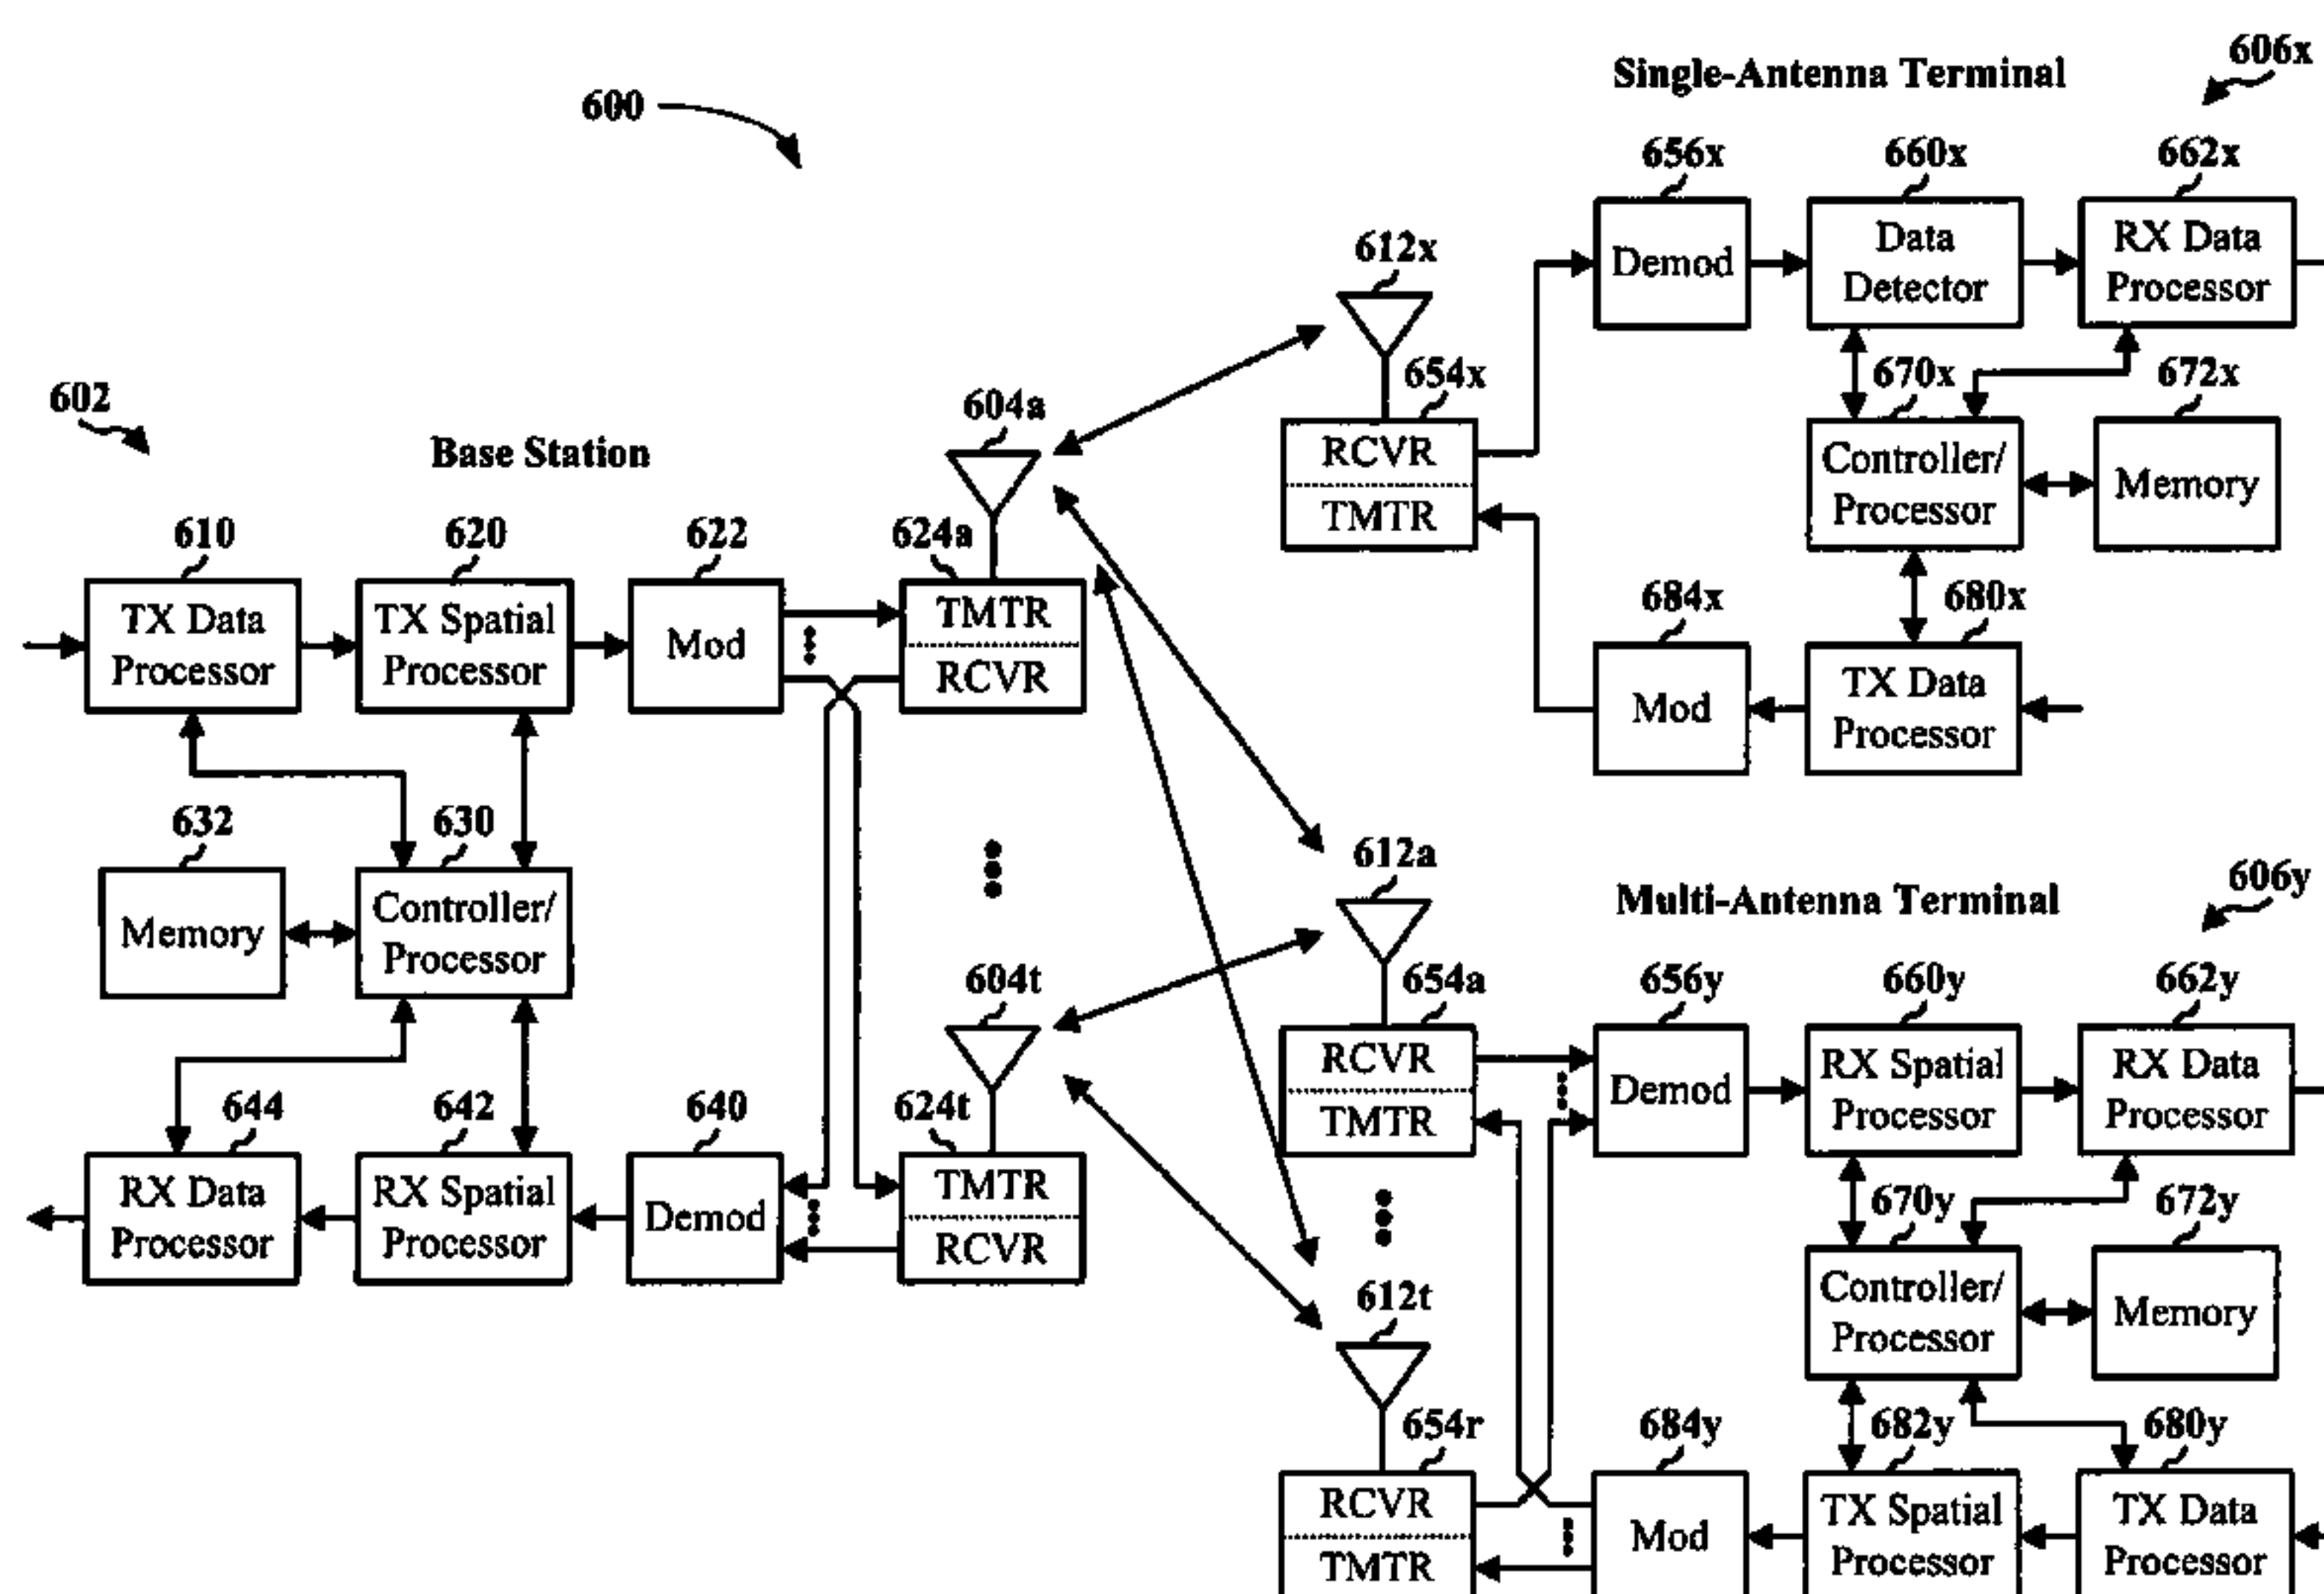 600
Single-Antenna Terminal
606x
656x
660x
662x
Demod
Data
Detector
RX Data
Processor
612x
654x
RCVR
TMTR
670x
672x
Controller/
Processor
Memory
684x
680x
Mod
TX Data
Processor
602
Base Station
604a
610
620
622
624a
TX Data
Processor
TX Spatial
Processor
Mod
TMTR
RCVR
632
630
Memory
Controller/
Processor
604t
644
642
640
624t
RX Data
Processor
RX Spatial
Processor
Demod
TMTR
RCVR
612a
Multi-Antenna Terminal
606y
654a
656y
660y
662y
RCVR
TMTR
Demod
RX Spatial
Processor
RX Data
Processor
670y
672y
Controller/
Processor
Memory
612t
654r
684y
682y
680y
RCVR
TMTR
Mod
TX Spatial
Processor
TX Data
Processor